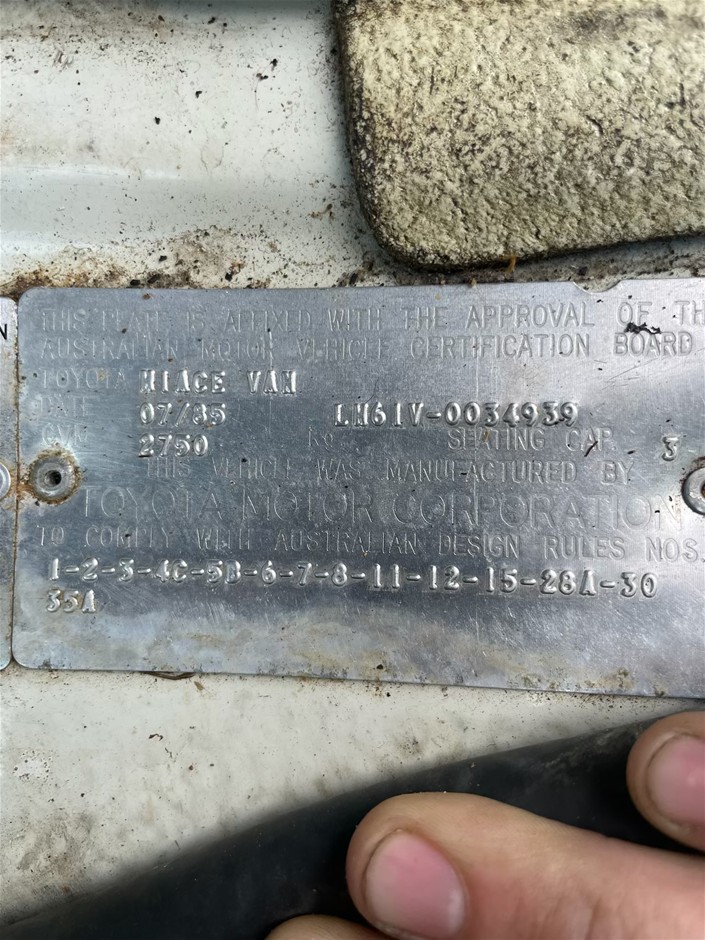 N
THIS PLATE IS AFFIXED WITH THE APPROVAL OF TH
AUSTRALIAN MOTOR VEHICLE CERTIFICATION BOARD
TOYOTA HIACE VAN
DATE 07/85 LH61V-0034939
GVM 2750 KG SEATING CAP. 3
THIS VEHICLE WAS MANUFACTURED BY
TOYOTA MOTOR CORPORATION
TO COMPLY WITH AUSTRALIAN DESIGN RULES NOS.
1-2-3-4C-5B-6-7-8-11-12-15-28A-30
35A